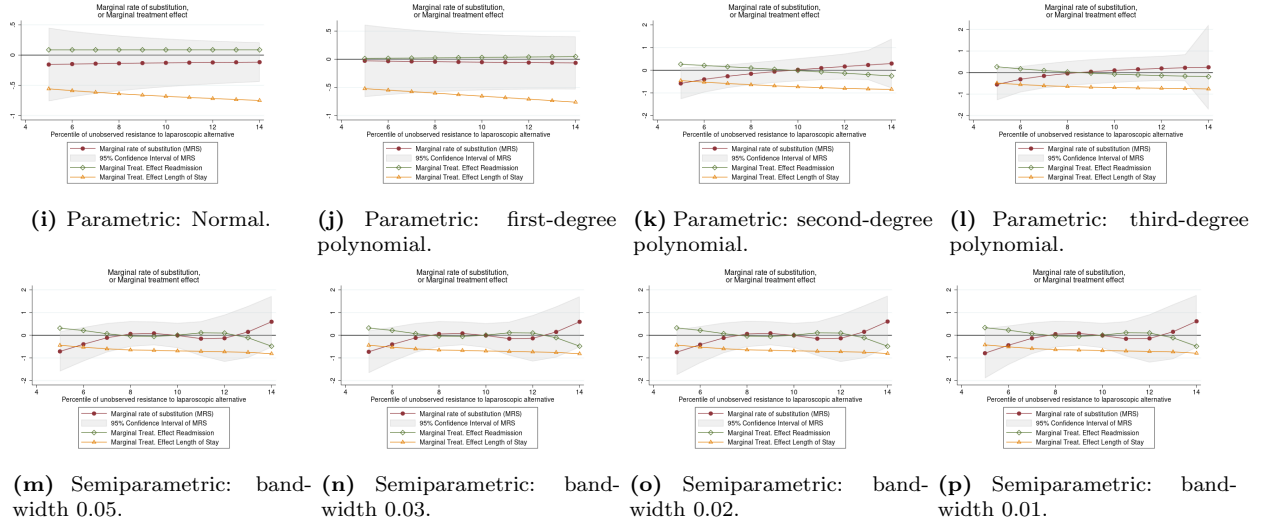 Marginal rate of substitution,
or Marginal treatment effect
.5
0
-.5
-1
4 6 8 10 12 14
Percentile of unobserved resistance to laparoscopic alternative
Marginal rate of substitution (MRS)
95% Confidence Interval of MRS
Marginal Treat. Effect Readmission
Marginal Treat. Effect Length of Stay
(i) Parametric: Normal.
Marginal rate of substitution,
or Marginal treatment effect
.5
0
-.5
-1
4 6 8 10 12 14
Percentile of unobserved resistance to laparoscopic alternative
Marginal rate of substitution (MRS)
95% Confidence Interval of MRS
Marginal Treat. Effect Readmission
Marginal Treat. Effect Length of Stay
(j) Parametric: first-degree
polynomial.
Marginal rate of substitution,
or Marginal treatment effect
2
1
0
-1
-2
4 6 8 10 12 14
Percentile of unobserved resistance to laparoscopic alternative
Marginal rate of substitution (MRS)
95% Confidence Interval of MRS
Marginal Treat. Effect Readmission
Marginal Treat. Effect Length of Stay
(k) Parametric: second-degree
polynomial.
Marginal rate of substitution,
or Marginal treatment effect
2
1
0
-1
-2
4 6 8 10 12 14
Percentile of unobserved resistance to laparoscopic alternative
Marginal rate of substitution (MRS)
95% Confidence Interval of MRS
Marginal Treat. Effect Readmission
Marginal Treat. Effect Length of Stay
(l) Parametric: third-degree
polynomial.
Marginal rate of substitution,
or Marginal treatment effect
2
1
0
-1
-2
4 6 8 10 12 14
Percentile of unobserved resistance to laparoscopic alternative
Marginal rate of substitution (MRS)
95% Confidence Interval of MRS
Marginal Treat. Effect Readmission
Marginal Treat. Effect Length of Stay
(m) Semiparametric: band-
width 0.05.
Marginal rate of substitution,
or Marginal treatment effect
2
1
0
-1
-2
4 6 8 10 12 14
Percentile of unobserved resistance to laparoscopic alternative
Marginal rate of substitution (MRS)
95% Confidence Interval of MRS
Marginal Treat. Effect Readmission
Marginal Treat. Effect Length of Stay
(n) Semiparametric: band-
width 0.03.
Marginal rate of substitution,
or Marginal treatment effect
2
1
0
-1
-2
4 6 8 10 12 14
Percentile of unobserved resistance to laparoscopic alternative
Marginal rate of substitution (MRS)
95% Confidence Interval of MRS
Marginal Treat. Effect Readmission
Marginal Treat. Effect Length of Stay
(o) Semiparametric: band-
width 0.02.
Marginal rate of substitution,
or Marginal treatment effect
2
1
0
-1
-2
4 6 8 10 12 14
Percentile of unobserved resistance to laparoscopic alternative
Marginal rate of substitution (MRS)
95% Confidence Interval of MRS
Marginal Treat. Effect Readmission
Marginal Treat. Effect Length of Stay
(p) Semiparametric: band-
width 0.01.